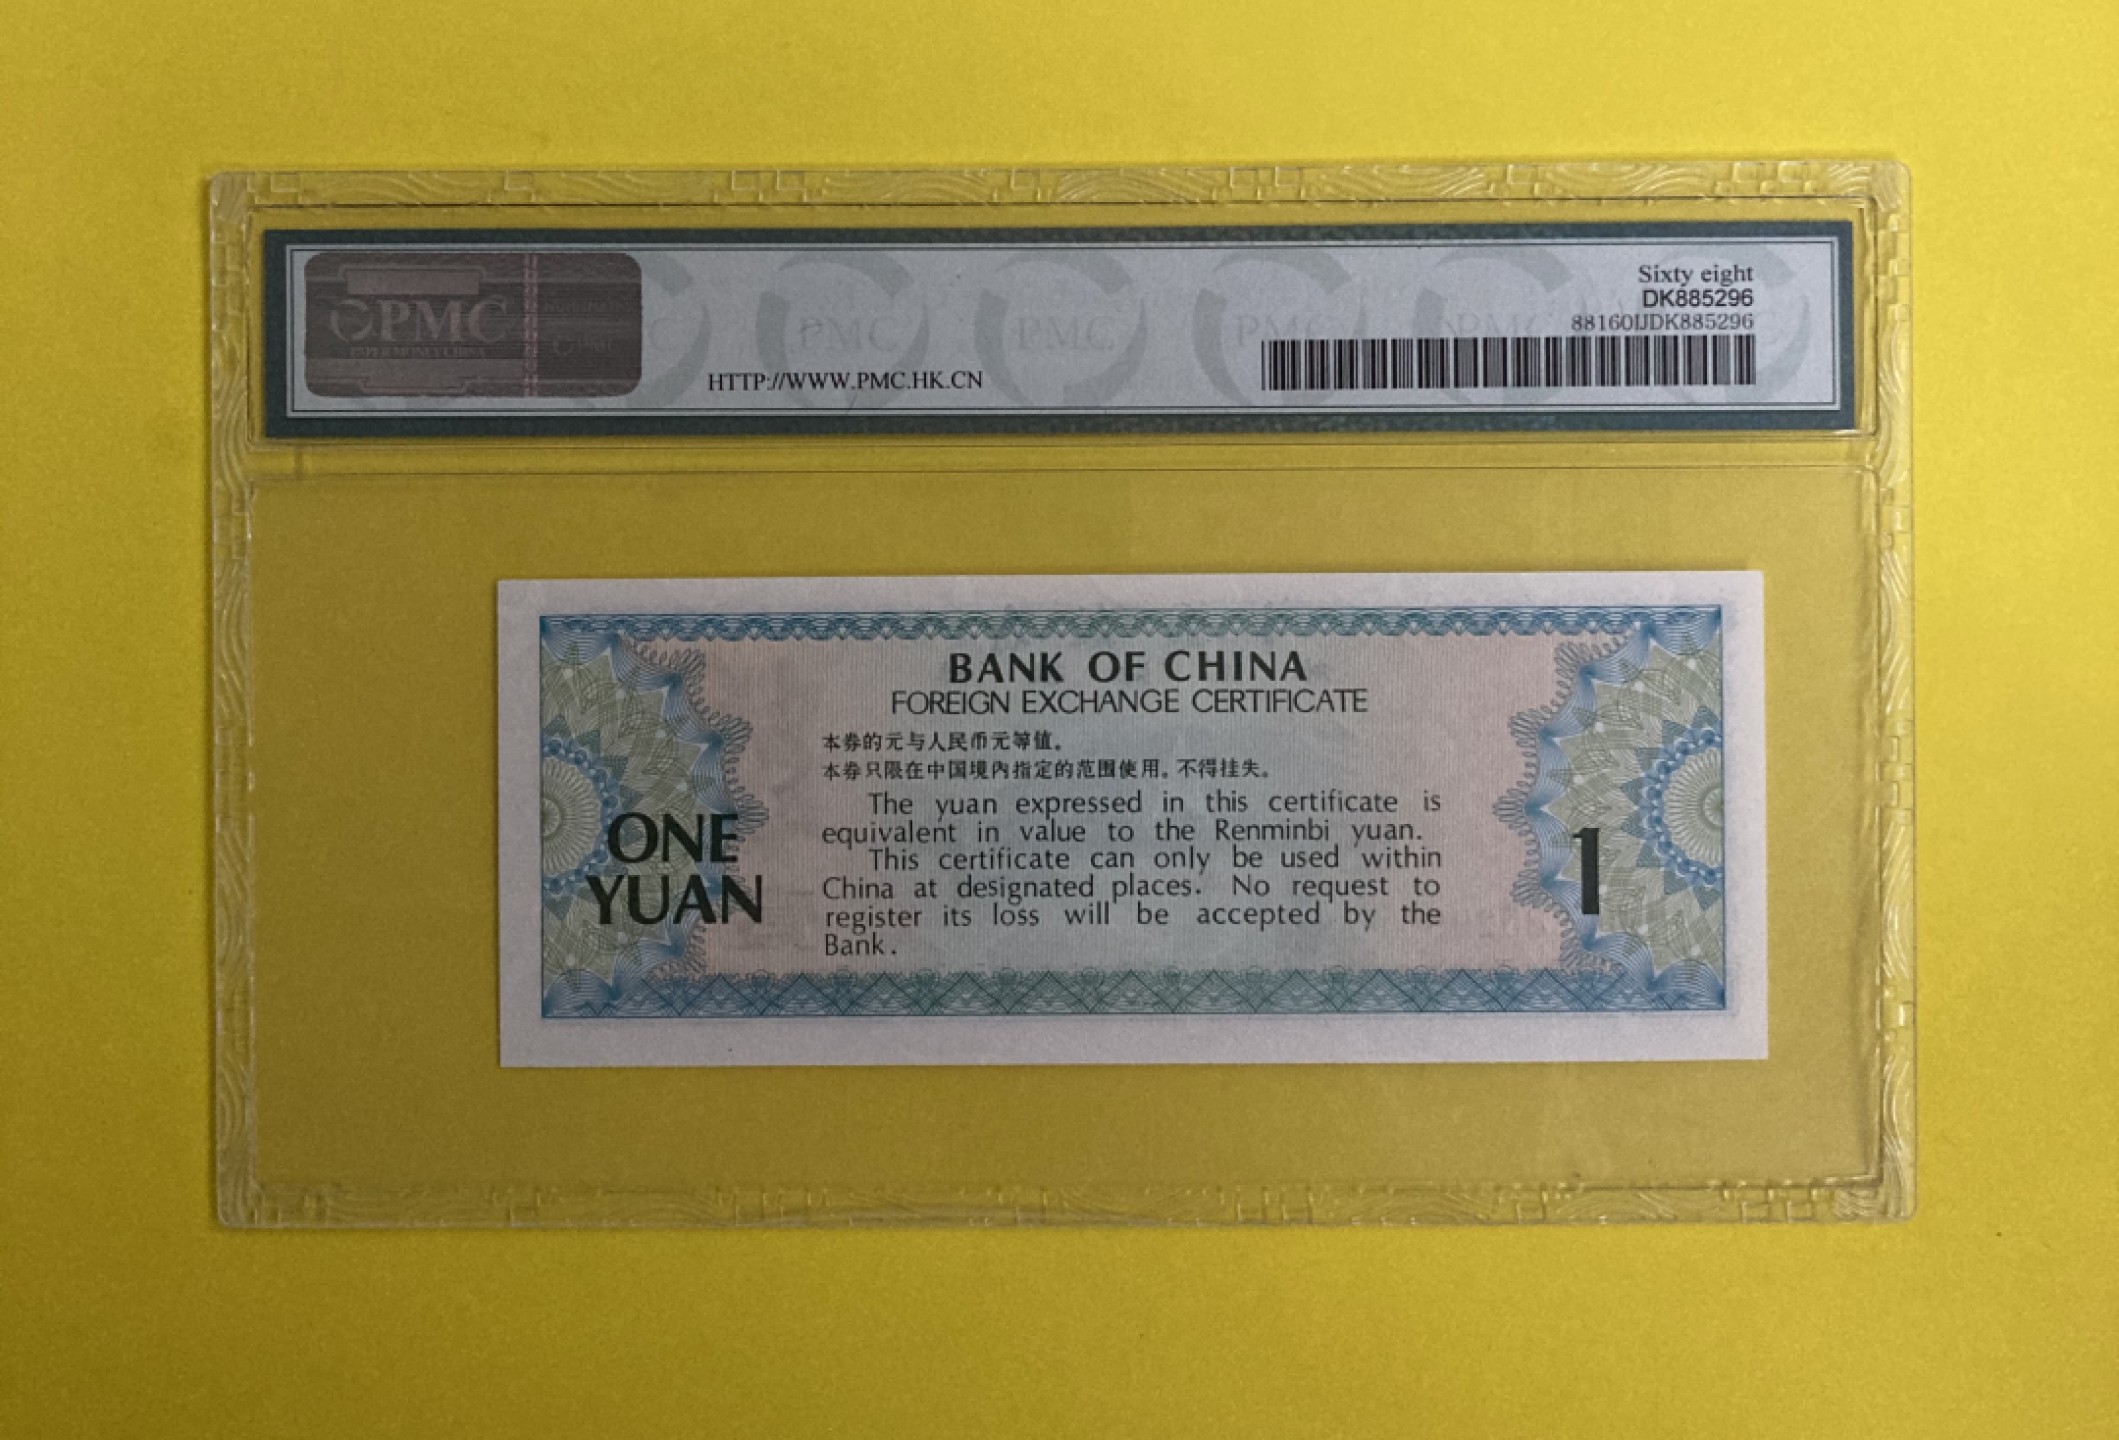 PMC
PAPER MONEY CHINA
PMC PMC PMC PMC
HTTP://WWW.PMC.HK.CN
Sixty eight
DK885296
88160IJDK885296
BANK OF CHINA
FOREIGN EXCHANGE CERTIFICATE
本券的元与人民币元等值。
本券只限在中国境内指定的范围使用。不得挂失。
The yuan expressed in this certificate is
equivalent in value to the Renminbi yuan.
This certificate can only be used within
China at designated places. No request to
register its loss will be accepted by the
Bank.
ONE
YUAN
1